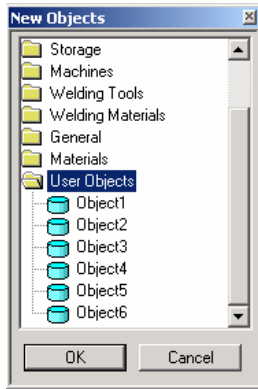 New Objects
Storage
Machines
Welding Tools
Welding Materials
General
Materials
User Objects
Object1
Object2
Object3
Object4
Object5
Object6
OK Cancel